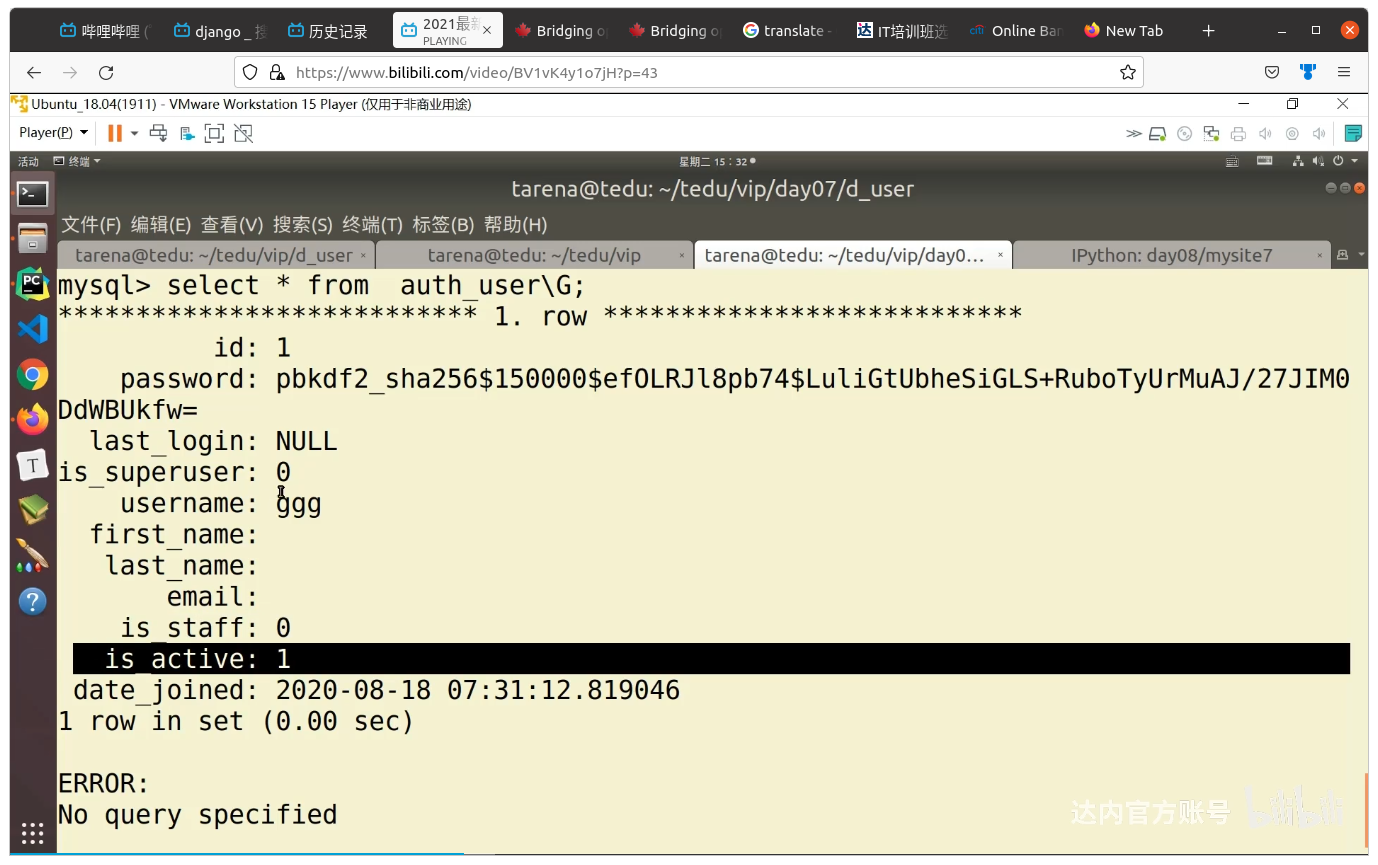 哔哩哔哩 (
django _ 搜
历史记录
2021最新
PLAYING
Bridging o
Bridging o
translate -
IT培训班选
Online Ban
New Tab
https://www.bilibili.com/video/BV1vK4y1o7jH?p=43
Ubuntu_18.04(1911) - VMware Workstation 15 Player (仅用于非商业用途)
Player(P)
活动 终端 星期二 15：32
tarena@tedu: ~/tedu/vip/day07/d_user
文件(F) 编辑(E) 查看(V) 搜索(S) 终端(T) 标签(B) 帮助(H)
tarena@tedu: ~/tedu/vip/d_user × tarena@tedu: ~/tedu/vip × tarena@tedu: ~/tedu/vip/day0... × IPython: day08/mysite7 ×
mysql> select * from  auth_user\G;
*************************** 1. row ***************************
id: 1
password: pbkdf2_sha256$150000$efOLRJl8pb74$LuliGtUbheSiGLS+RuboTyUrMuAJ/27JIM0
DdWBUkfw=
last_login: NULL
is_superuser: 0
username: ggg
first_name:
last_name:
email:
is_staff: 0
is_active: 1
date_joined: 2020-08-18 07:31:12.819046
1 row in set (0.00 sec)
ERROR:
No query specified
达内官方账号 bilibili